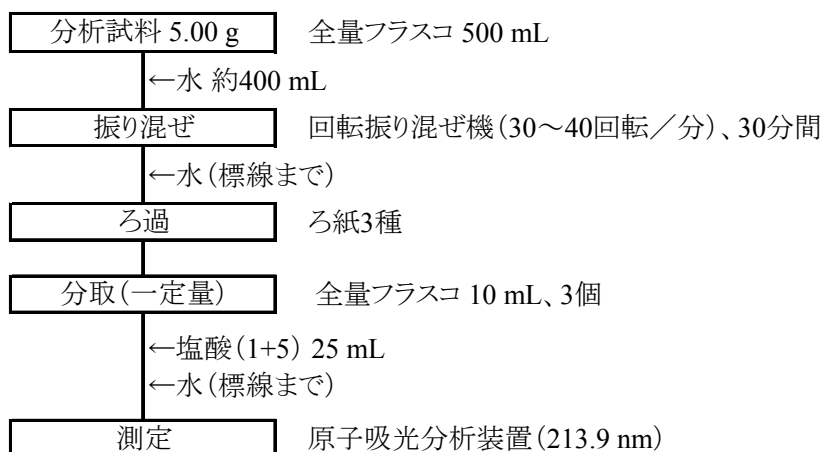 分析試料 5.00 g 全量フラスコ 500 mL
←水 約400 mL
振り混ぜ 回転振り混ぜ機(30~40回転/分)、30分間
←水(標線まで)
ろ過 ろ紙3種
分取(一定量) 全量フラスコ 10 mL、3個
←塩酸(1+5) 25 mL
←水(標線まで)
測定 原子吸光分析装置(213.9 nm)